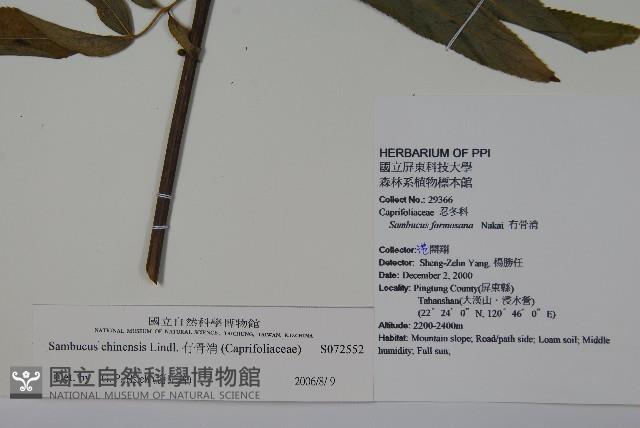 HERBARIUM OF PPI
國立屏東科技大學
森林系植物標本館
Collect No.: 29366
Caprifoliaceae 忍冬科
Sambucus formosana Nakai 冇骨消
Collector: 開翔
Detector: Sheng-Zehn Yang, 楊勝任
Date: December 2, 2000
Locality: Pingtung County(屏東縣)
Tahanshan(大漢山、浸水營)
(22° 24' 0" N, 120° 46' 0" E)
Altitude: 2200-2400m
Habitat: Mountain slope; Road/path side; Loam soil; Middle
humidity; Full sun;
國立自然科學博物館
NATIONAL MUSEUM OF NATURAL SCIENCE, TAICHUNG, TAIWAN, R.O.CHINA
Sambucus chinensis Lindl. 冇骨消 (Caprifoliaceae) S072552
Det. by 2006/8/9
國立自然科學博物館
NATIONAL MUSEUM OF NATURAL SCIENCE